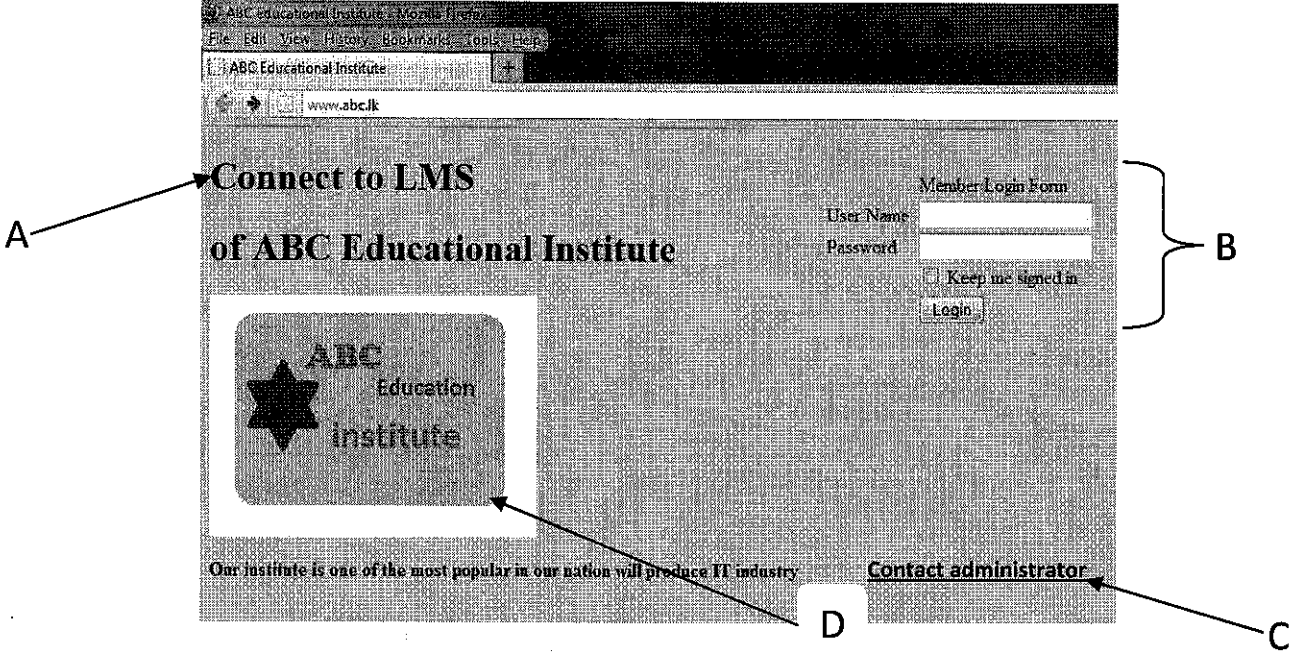 ABC educational Institute - Mozilla Firefox
File Edit View History Bookmarks Tools Help
ABC Educational Institute +
www.abc.lk
Connect to LMS
of ABC Educational Institute
Member Login Form
User Name
Password
Keep me signed in
Login
A
B
ABC
Education
institute
Our institute is one of the most popular in our nation will produce IT industry
Contact administrator
D
C